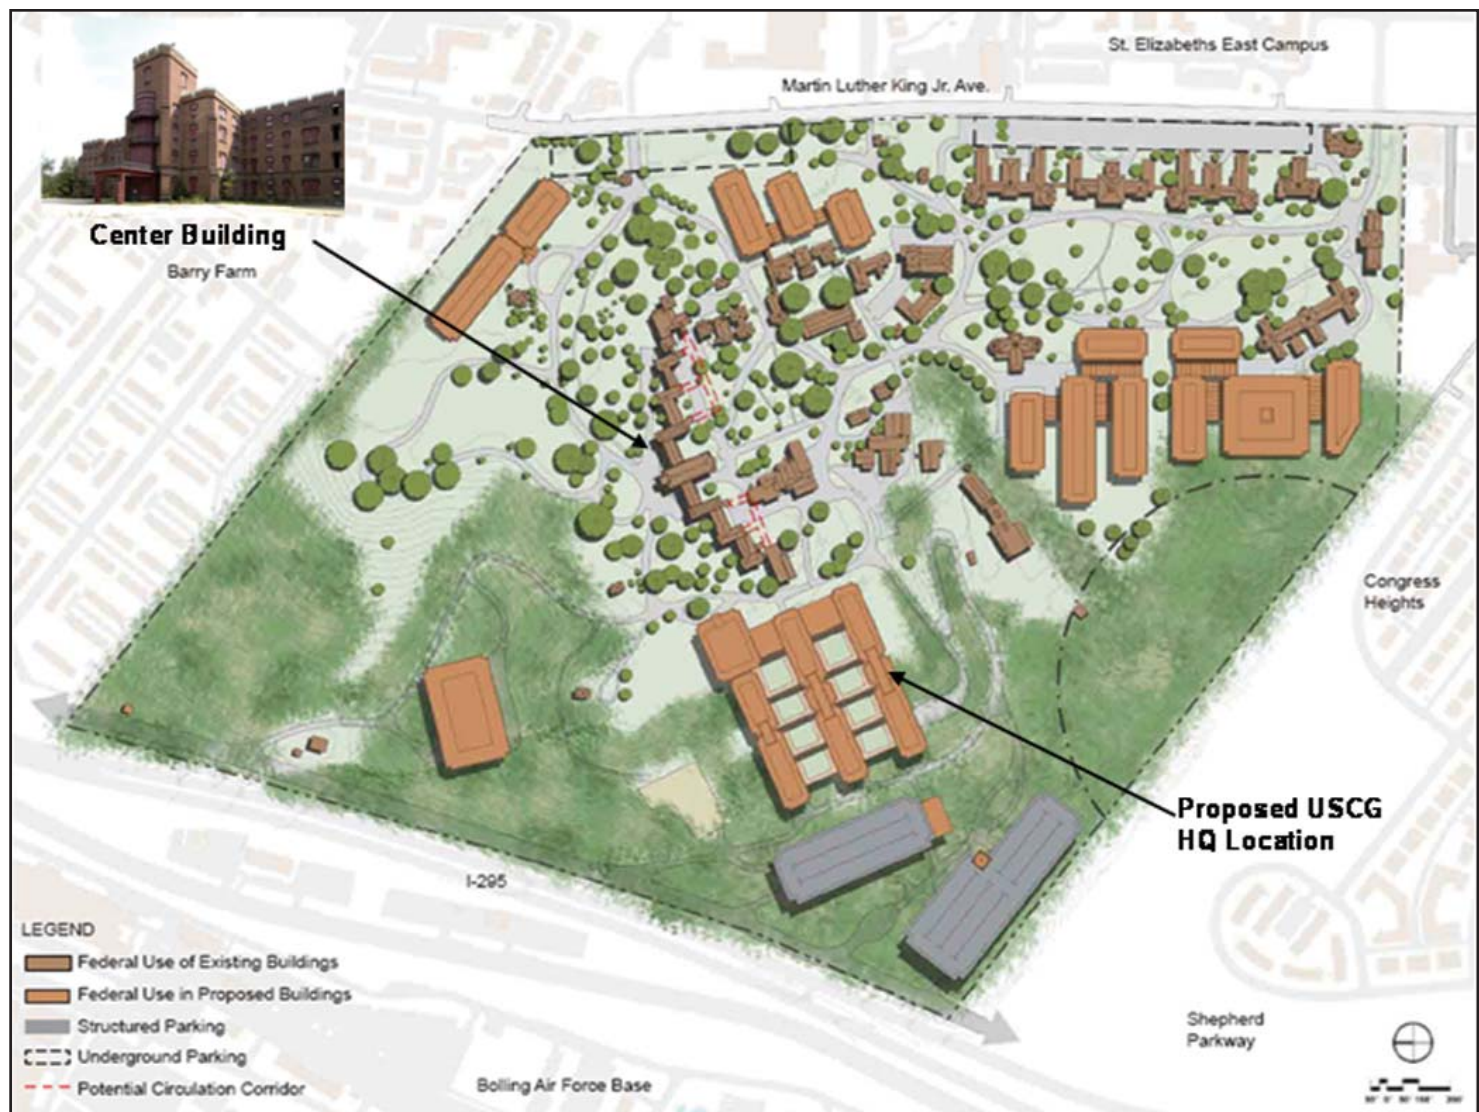 St. Elizabeths East Campus
Martin Luther King Jr. Ave.
Center Building
Barry Farm
Congress
Heights
Proposed USCG
HQ Location
I-295
LEGEND
Federal Use of Existing Buildings
Federal Use in Proposed Buildings
Structured Parking
Underground Parking
Potential Circulation Corridor
Shepherd
Parkway
Bolling Air Force Base